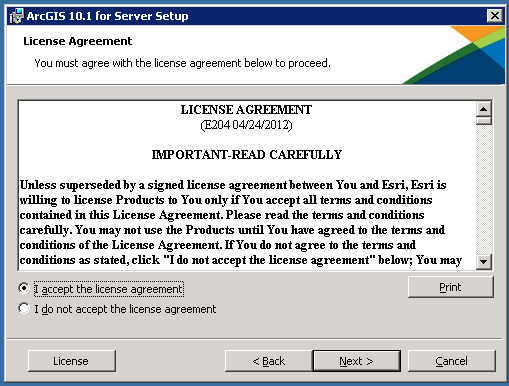 ArcGIS 10.1 for Server Setup
License Agreement
You must agree with the license agreement below to proceed.
LICENSE AGREEMENT
(E204 04/24/2012)
IMPORTANT-READ CAREFULLY
Unless superseded by a signed license agreement between You and Esri, Esri is
willing to license Products to You only if You accept all terms and conditions
contained in this License Agreement. Please read the terms and conditions
carefully. You may not use the Products until You have agreed to the terms and
conditions of the License Agreement. If You do not agree to the terms and
conditions as stated, click "I do not accept the license agreement" below; You may
I accept the license agreement
Print
I do not accept the license agreement
License
< Back
Next >
Cancel